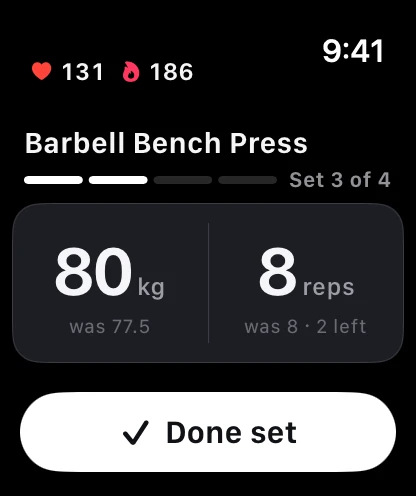 9:41
131 186
Barbell Bench Press
Set 3 of 4
80 kg 8 reps
was 77.5 was 8 · 2 left
Done set